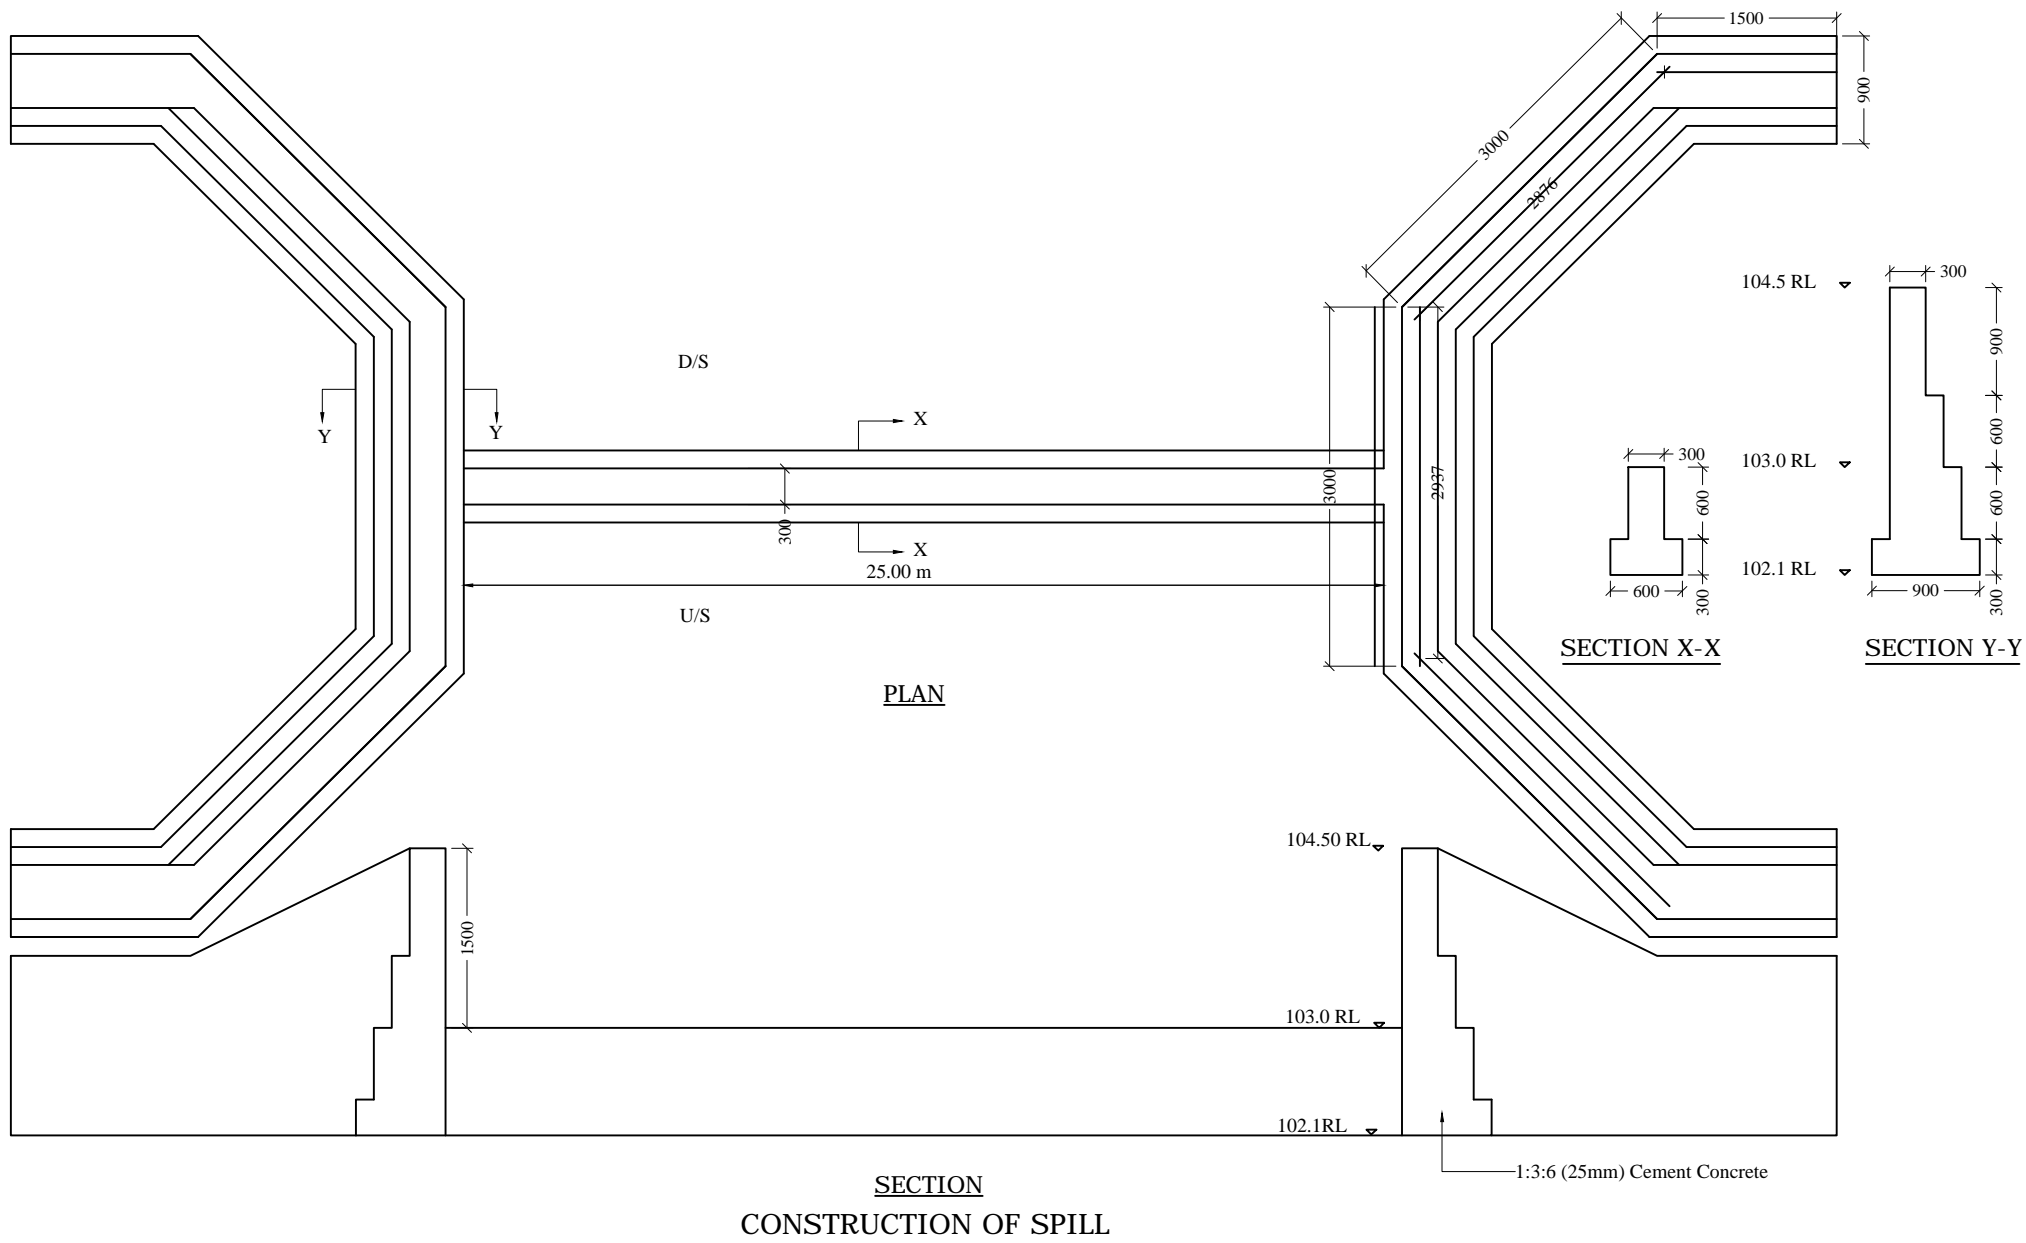 1500
900
3000
2876
104.5 RL
300
900
D/S
X
Y
Y
600
103.0 RL
300
3000
2937
600
600
300
X
25.00 m
102.1 RL
600
300
900
300
U/S
SECTION X-X
SECTION Y-Y
PLAN
104.50 RL
1500
103.0 RL
102.1RL
1:3:6 (25mm) Cement Concrete
SECTION
CONSTRUCTION OF SPILL